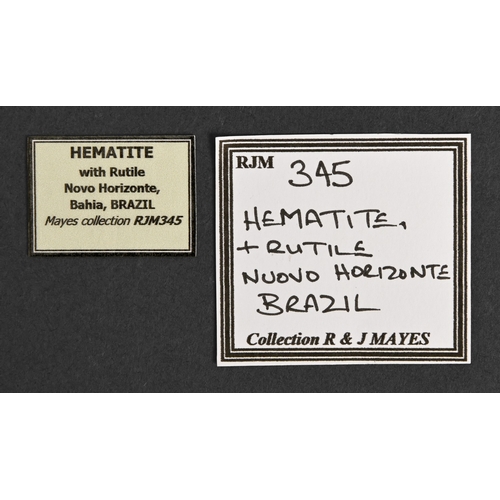 HEMATITE
with Rutile
Novo Horizonte,
Bahia, BRAZIL
Mayes collection RJM345
RJM 345
HEMATITE,
+ RUTILE
NUOVO HORIZONTE
BRAZIL
Collection R & J MAYES